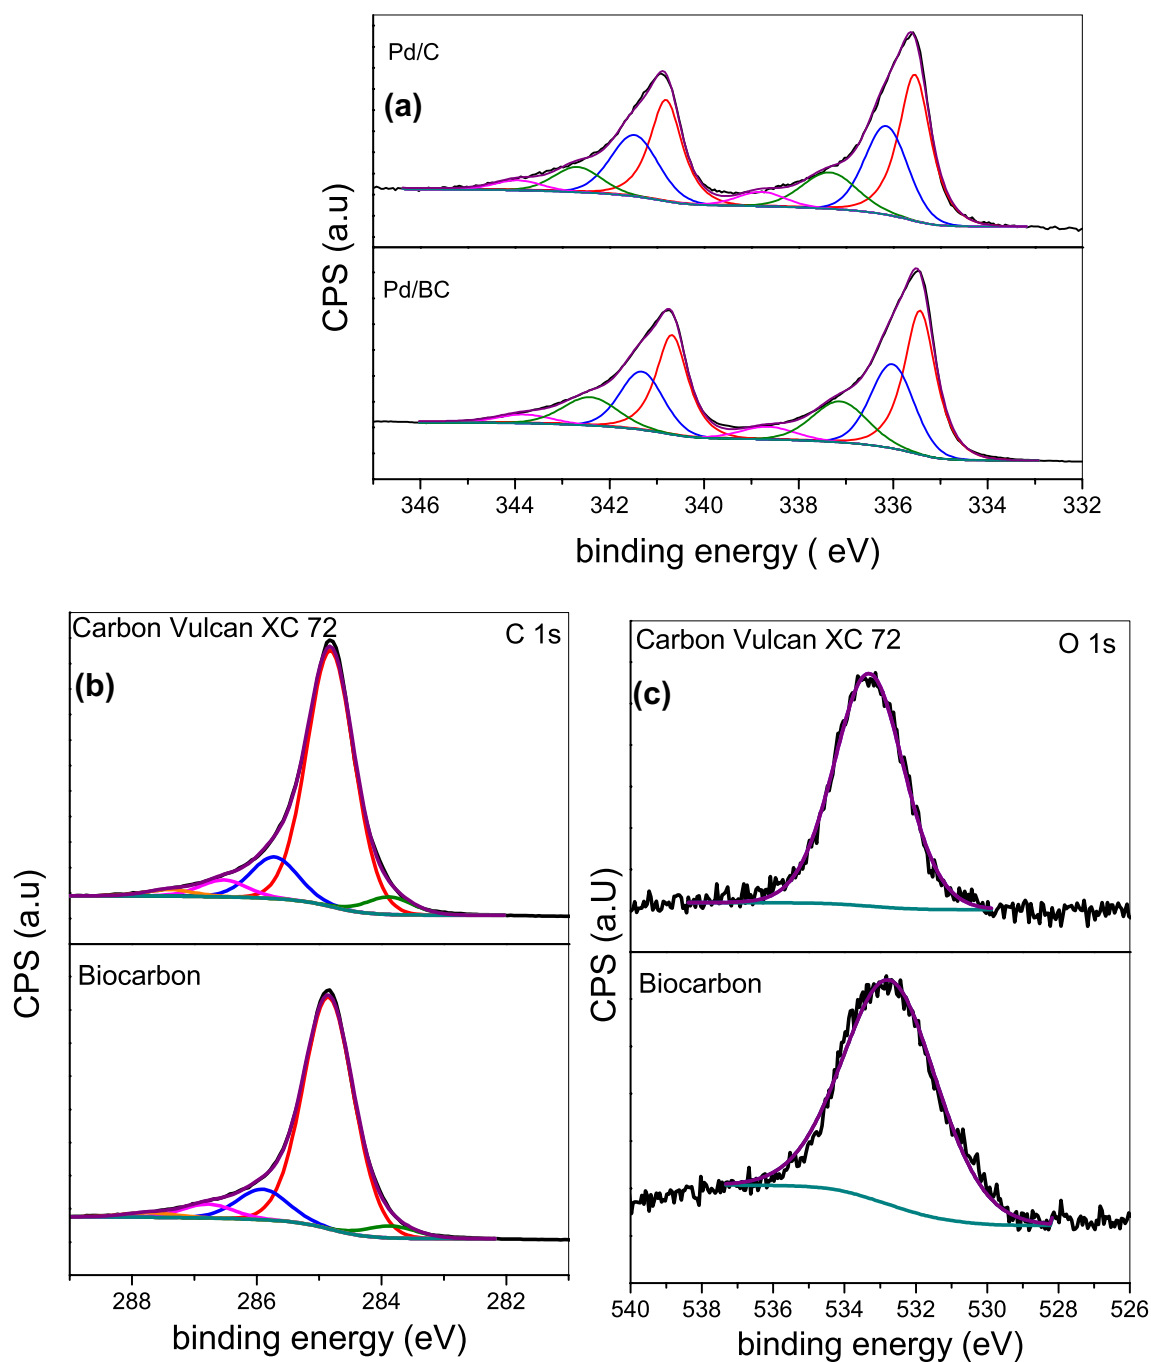 Pd/C
(a)
CPS (a.u)
Pd/BC
346 344 342 340 338 336 334 332
binding energy ( eV)
Carbon Vulcan XC 72 C 1s
(b)
CPS (a.u)
Biocarbon
288 286 284 282
binding energy (eV)
Carbon Vulcan XC 72 O 1s
(c)
CPS (a.U)
Biocarbon
540 538 536 534 532 530 528 526
binding energy (eV)